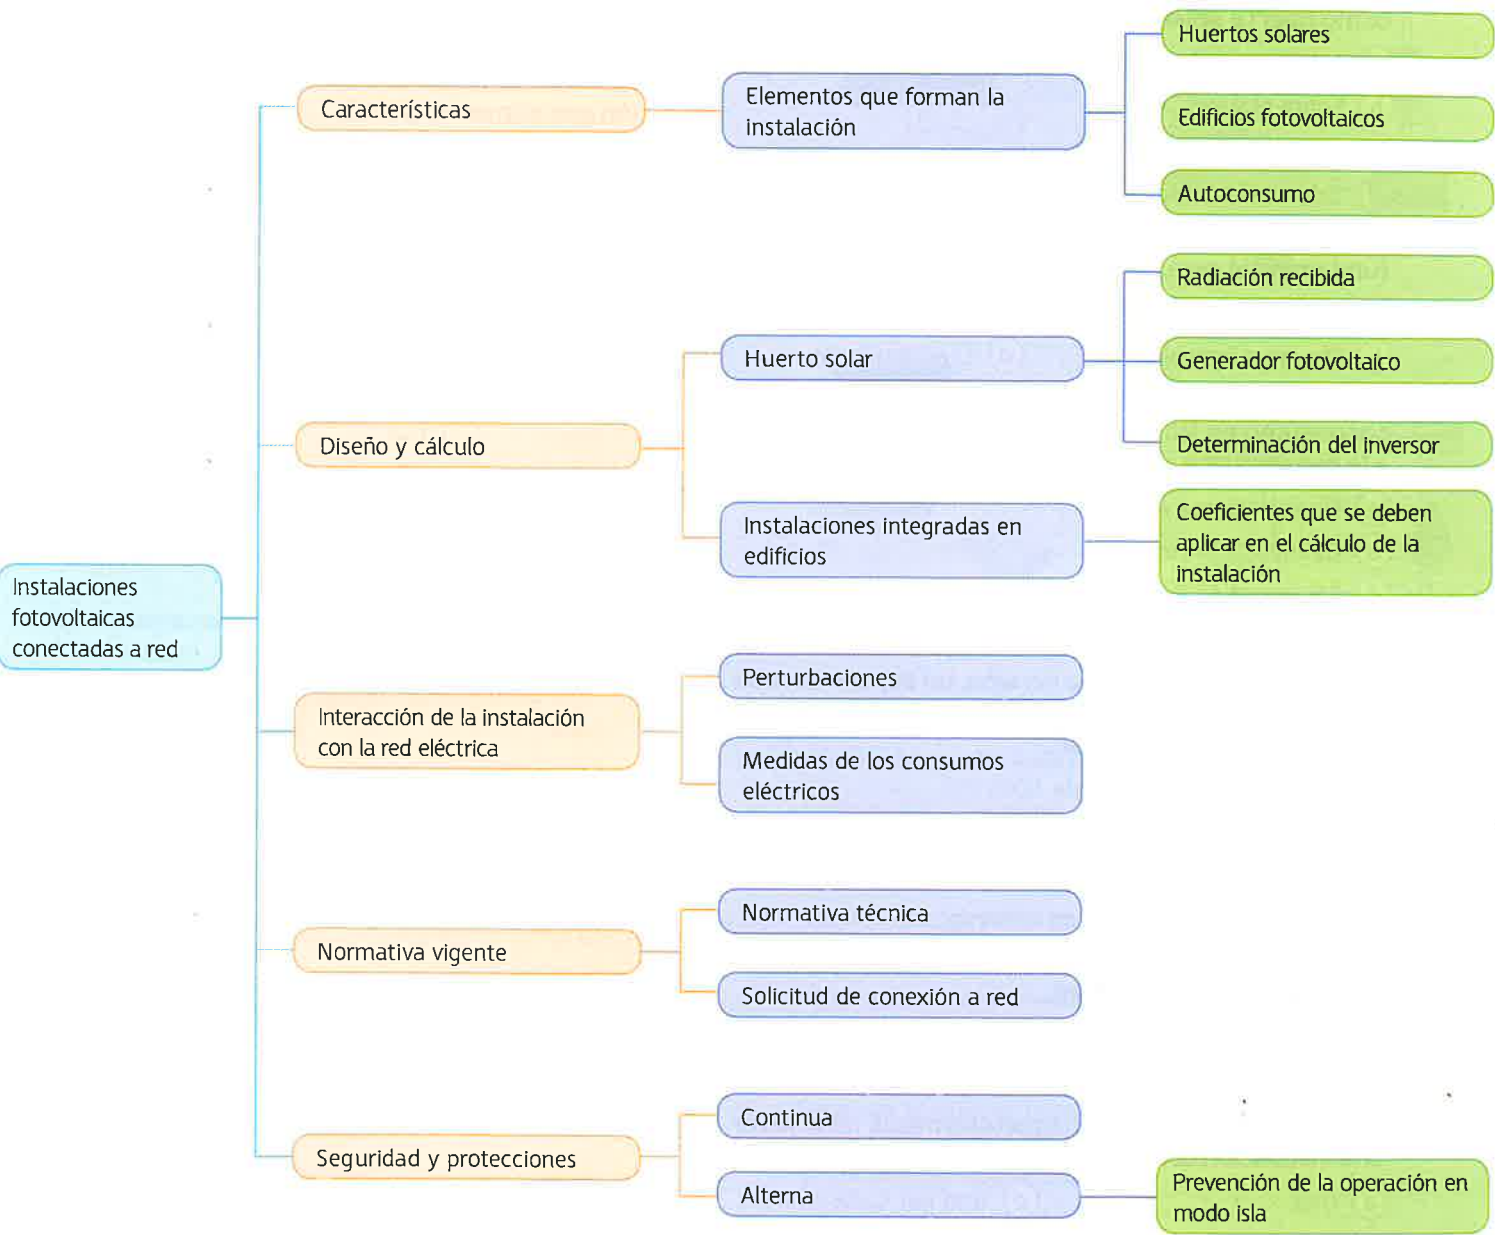 Huertos solares
Características
Elementos que forman la
instalación
Edificios fotovoltaicos
Autoconsumo
Radiación recibida
Huerto solar
Generador fotovoltaico
Diseño y cálculo
Determinación del inversor
Instalaciones integradas en
edificios
Coeficientes que se deben
aplicar en el cálculo de la
instalación
Instalaciones
fotovoltaicas
conectadas a red
Interacción de la instalación
con la red eléctrica
Perturbaciones
Medidas de los consumos
eléctricos
Normativa vigente
Normativa técnica
Solicitud de conexión a red
Seguridad y protecciones
Continua
Alterna
Prevención de la operación en
modo isla